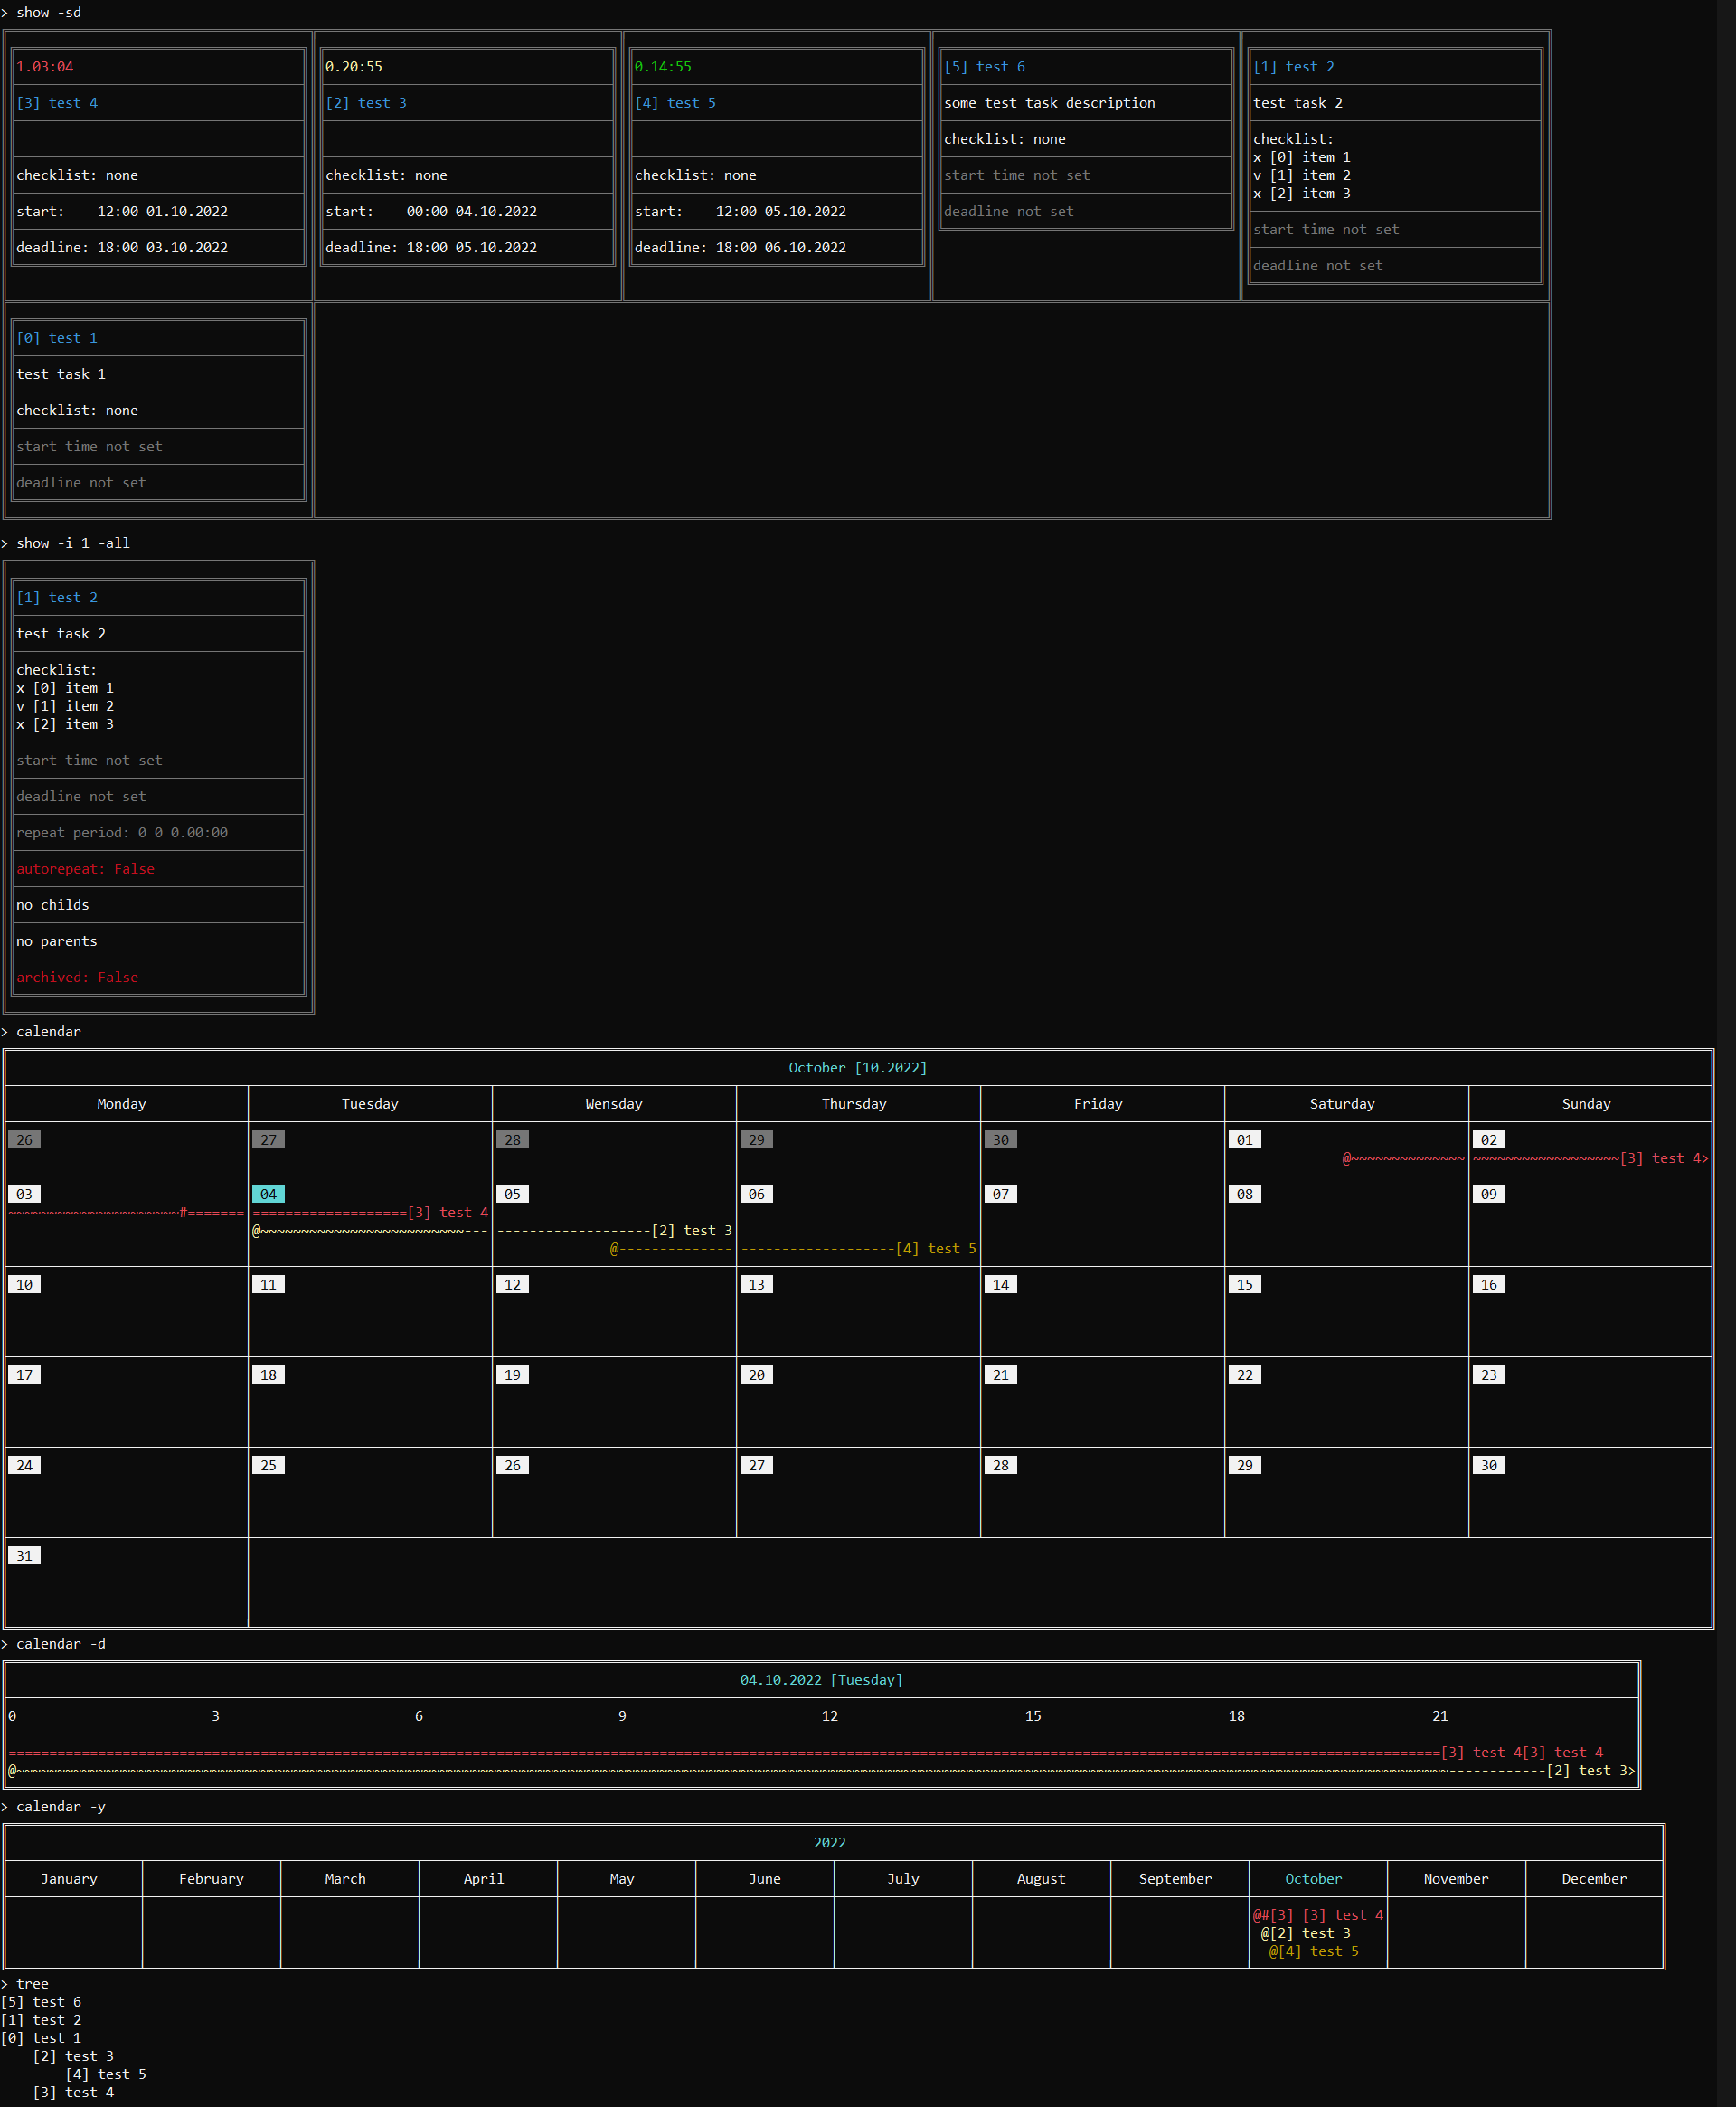 > show -sd
1.03:04
[3] test 4
checklist: none
start:    12:00 01.10.2022
deadline: 18:00 03.10.2022
0.20:55
[2] test 3
checklist: none
start:    00:00 04.10.2022
deadline: 18:00 05.10.2022
0.14:55
[4] test 5
checklist: none
start:    12:00 05.10.2022
deadline: 18:00 06.10.2022
[5] test 6
some test task description
checklist: none
start time not set
deadline not set
[1] test 2
test task 2
checklist:
x [0] item 1
v [1] item 2
x [2] item 3
start time not set
deadline not set
[0] test 1
test task 1
checklist: none
start time not set
deadline not set
> show -i 1 -all
[1] test 2
test task 2
checklist:
x [0] item 1
v [1] item 2
x [2] item 3
start time not set
deadline not set
repeat period: 0 0 0.00:00
autorepeat: False
no childs
no parents
archived: False
> calendar
October [10.2022]
Monday Tuesday Wensday Thursday Friday Saturday Sunday
26 27 28 29 30 01 02
@~~~~~~~~~~~~~~ ~~~~~~~~~~~~~~~~~~[3] test 4>
03 04 05 06 07 08 09
~~~~~~~~~~~~~~~~~~~~~#======= ===================[3] test 4
@~~~~~~~~~~~~~~~~~~~~~~~~~--- -------------------[2] test 3
@-------------- -------------------[4] test 5
10 11 12 13 14 15 16
17 18 19 20 21 22 23
24 25 26 27 28 29 30
31
> calendar -d
04.10.2022 [Tuesday]
0 3 6 9 12 15 18 21
================================================================================================================================================================================[3] test 4[3] test 4
@~~~~~~~~~~~~~~~~~~~~~~~~~~~~~~~~~~~~~~~~~~~~~~~~~~~~~~~~~~~~~~~~~~~~~~~~~~~~~~~~~~~~~~~~~~~~~~~~~~~~~~~~~~~~~~~~~~~~~~~~~~~~~~~~~~~~~~~~~~~~~~~~~~~~~~~~~~~~~~~~~~~~~~~~~~~~------------[2] test 3>
> calendar -y
2022
January February March April May June July August September October November December
@#[3] [3] test 4
@[2] test 3
@[4] test 5
> tree
[5] test 6
[1] test 2
[0] test 1
    [2] test 3
        [4] test 5
    [3] test 4